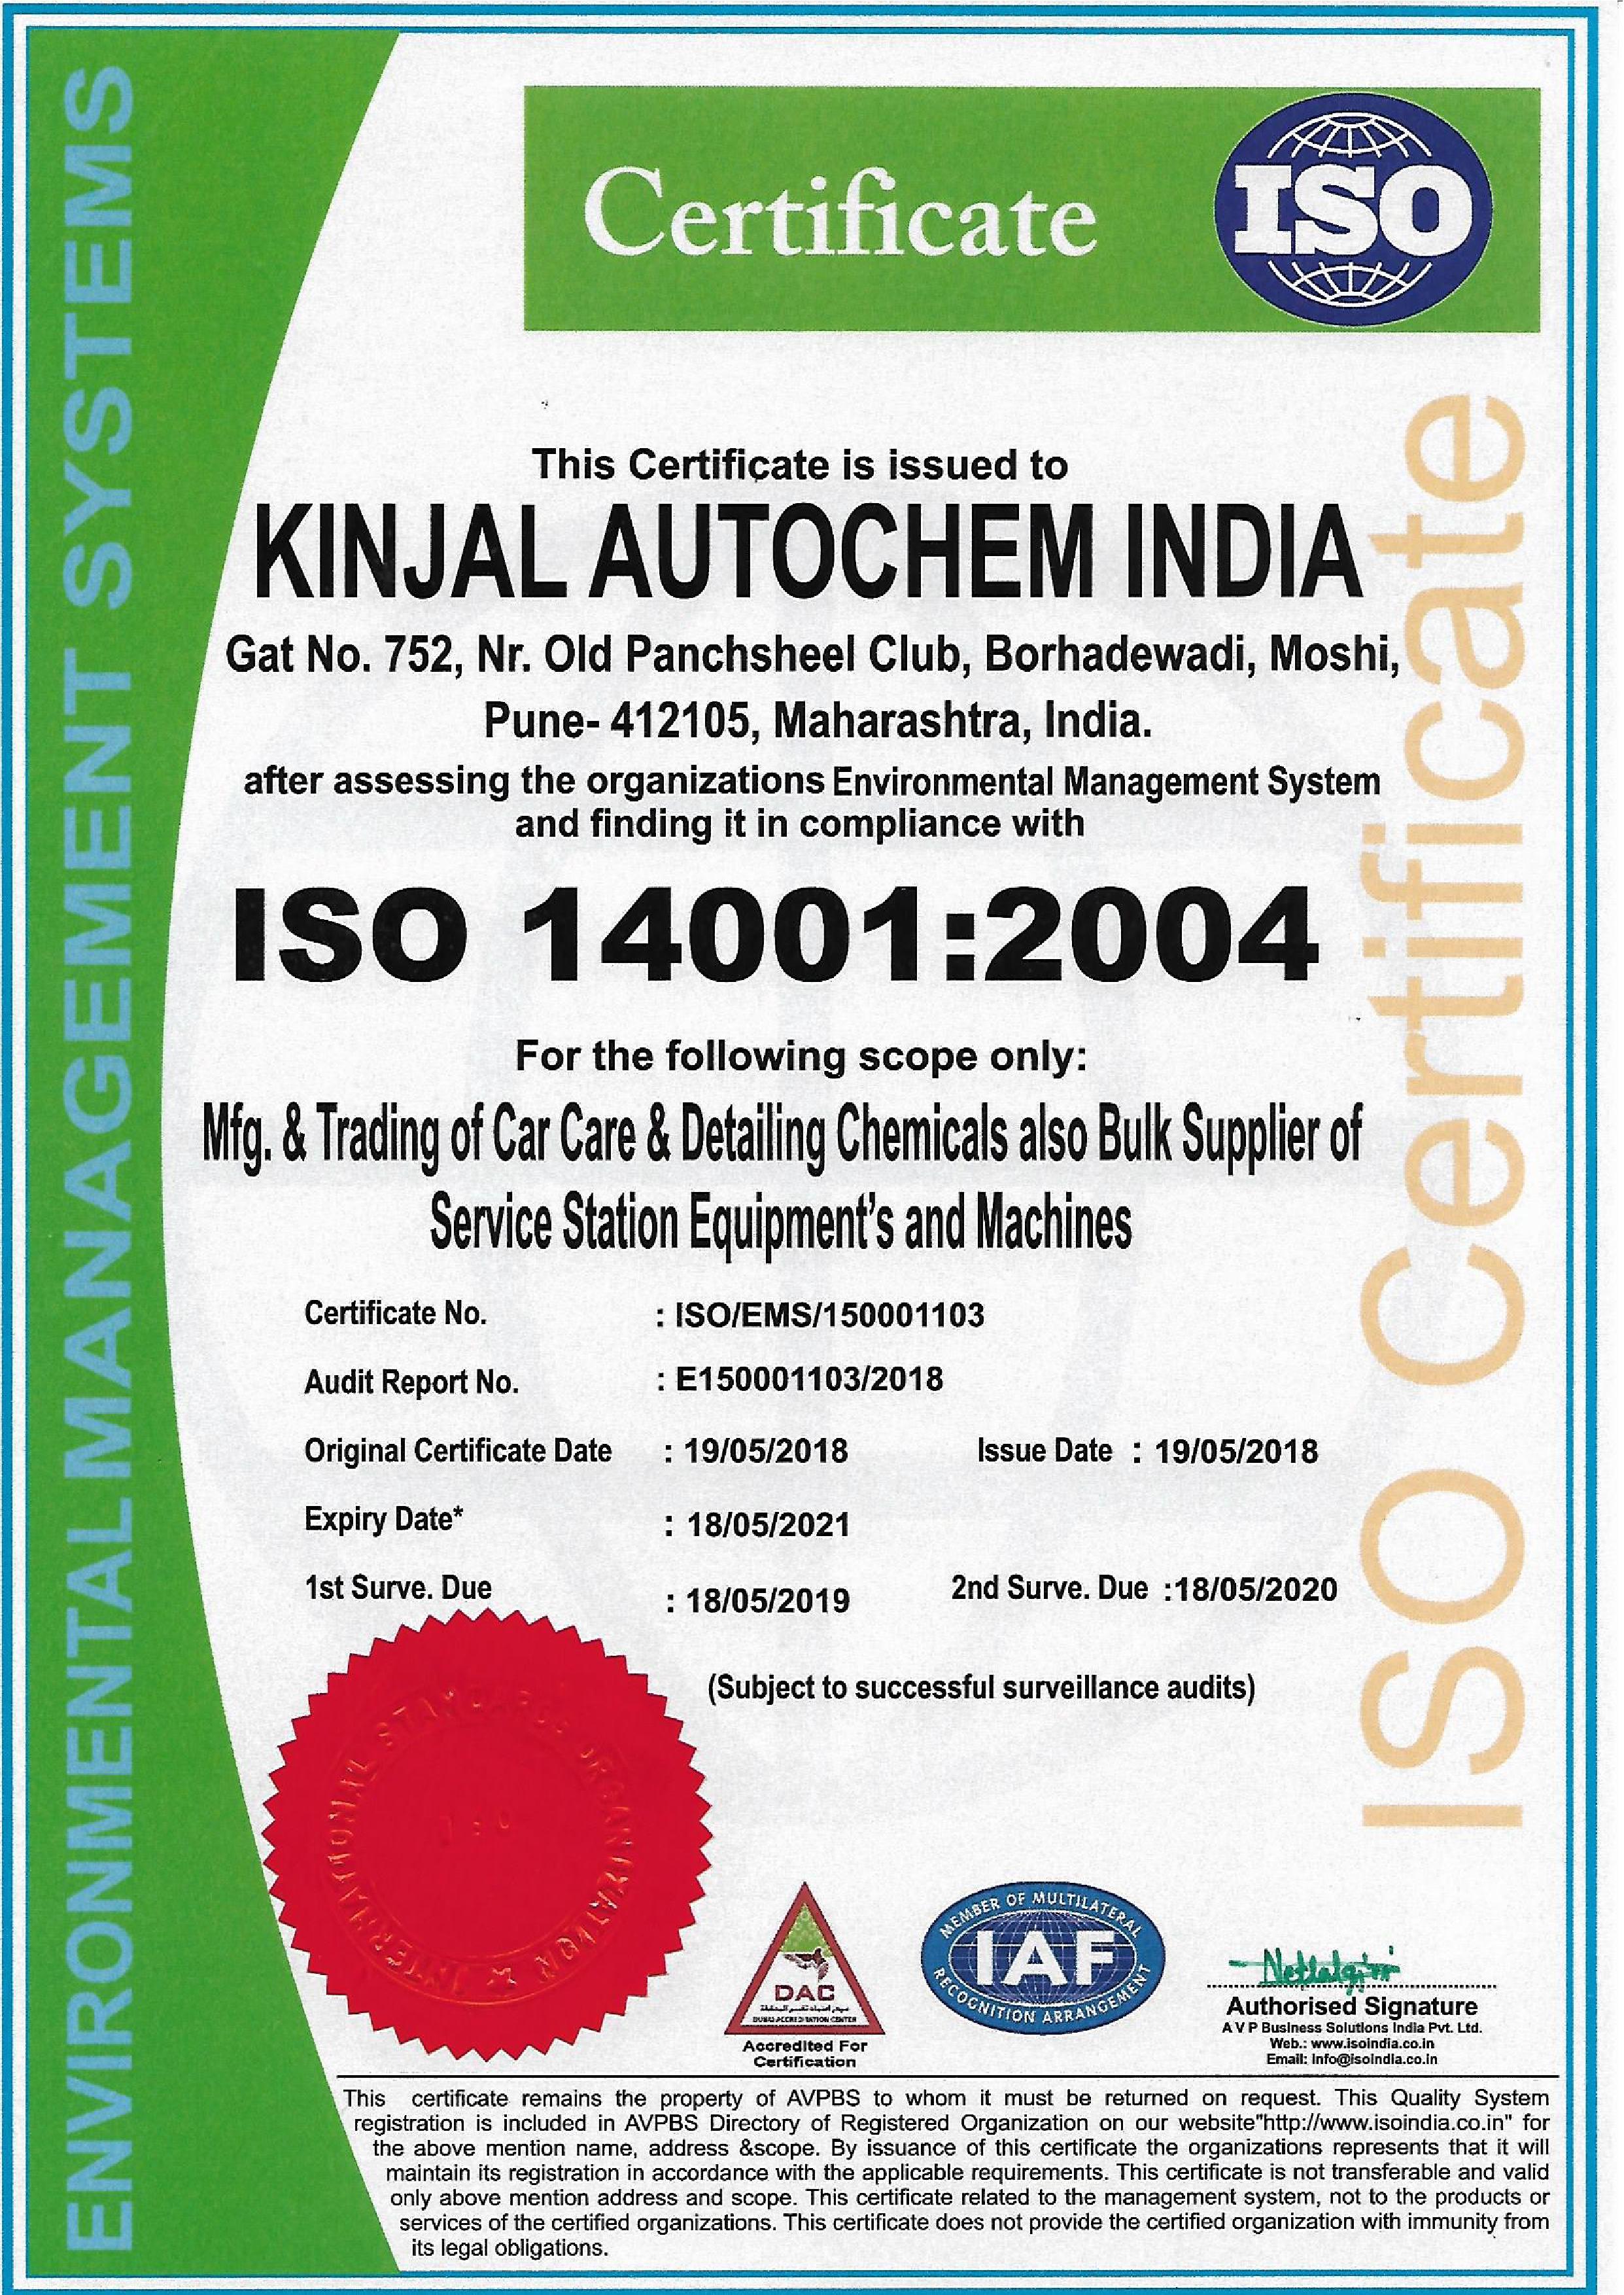 ENVIRONMENTAL MANAGEMENT SYSTEMS
Certificate
ISO
This Certificate is issued to
KINJAL AUTOCHEM INDIA
Gat No. 752, Nr. Old Panchsheel Club, Borhadewadi, Moshi,
Pune- 412105, Maharashtra, India.
after assessing the organizations Environmental Management System
and finding it in compliance with
ISO 14001:2004
For the following scope only:
Mfg. & Trading of Car Care & Detailing Chemicals also Bulk Supplier of
Service Station Equipment's and Machines
Certificate No. : ISO/EMS/150001103
Audit Report No. : E150001103/2018
Original Certificate Date : 19/05/2018 Issue Date : 19/05/2018
Expiry Date* : 18/05/2021
1st Surve. Due : 18/05/2019 2nd Surve. Due :18/05/2020
(Subject to successful surveillance audits)
ISO Certificate
INTERNATIONAL STANDARDS ORGANIZATION
DAC
DUBAI ACCREDITATION CENTER
Accredited For
Certification
MEMBER OF MULTILATERAL
IAF
RECOGNITION ARRANGEMENT
Authorised Signature
A V P Business Solutions India Pvt. Ltd.
Web.: www.isoindia.co.in
Email: Info@isoindia.co.in
This certificate remains the property of AVPBS to whom it must be returned on request. This Quality System
registration is included in AVPBS Directory of Registered Organization on our website"http://www.isoindia.co.in" for
the above mention name, address &scope. By issuance of this certificate the organizations represents that it will
maintain its registration in accordance with the applicable requirements. This certificate is not transferable and valid
only above mention address and scope. This certificate related to the management system, not to the products or
services of the certified organizations. This certificate does not provide the certified organization with immunity from
its legal obligations.